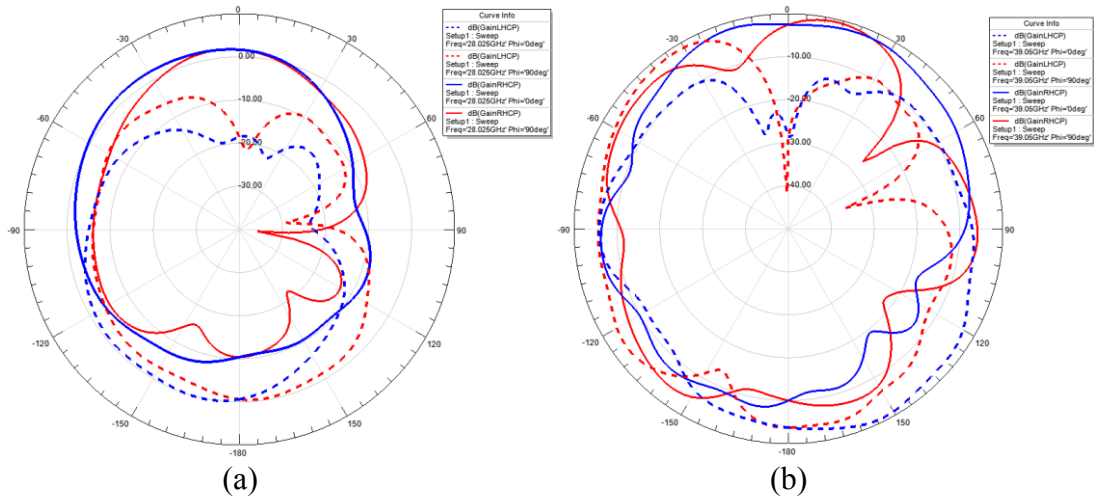 Curve Info
dB(GainLHCP)
Setup1 : Sweep
Freq='28.025GHz' Phi='0deg'
dB(GainLHCP)
Setup1 : Sweep
Freq='28.025GHz' Phi='90deg'
dB(GainRHCP)
Setup1 : Sweep
Freq='28.025GHz' Phi='0deg'
dB(GainRHCP)
Setup1 : Sweep
Freq='28.025GHz' Phi='90deg'
0
30
60
90
120
150
-180
-150
-120
-90
-60
-30
0.00
-10.00
-20.00
-30.00
(a)
Curve Info
dB(GainLHCP)
Setup1 : Sweep
Freq='39.05GHz' Phi='0deg'
dB(GainLHCP)
Setup1 : Sweep
Freq='39.05GHz' Phi='90deg'
dB(GainRHCP)
Setup1 : Sweep
Freq='39.05GHz' Phi='0deg'
dB(GainRHCP)
Setup1 : Sweep
Freq='39.05GHz' Phi='90deg'
0
30
60
90
120
150
-180
-150
-120
-90
-60
-30
-10.00
-20.00
-30.00
-40.00
(b)